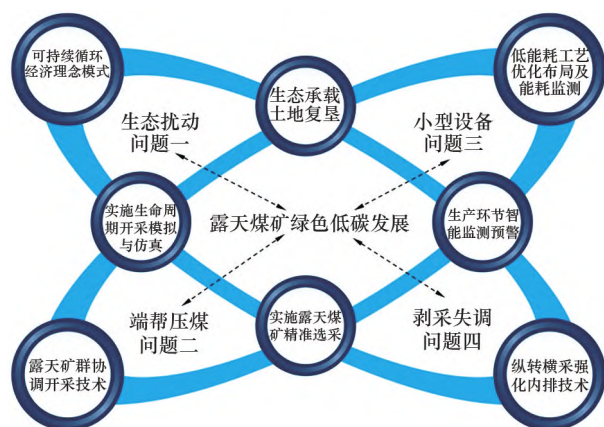 可持续循环
经济理念模式
生态承载
土地复垦
低能耗工艺
优化布局及
能耗监测
生态扰动
问题一
小型设备
问题三
实施生命周
期开采模拟
与仿真
露天煤矿绿色低碳发展
生产环节智
能监测预警
端帮压煤
问题二
实施露天煤
矿精准选采
剥采失调
问题四
露天矿群协
调开采技术
纵转横采强
化内排技术